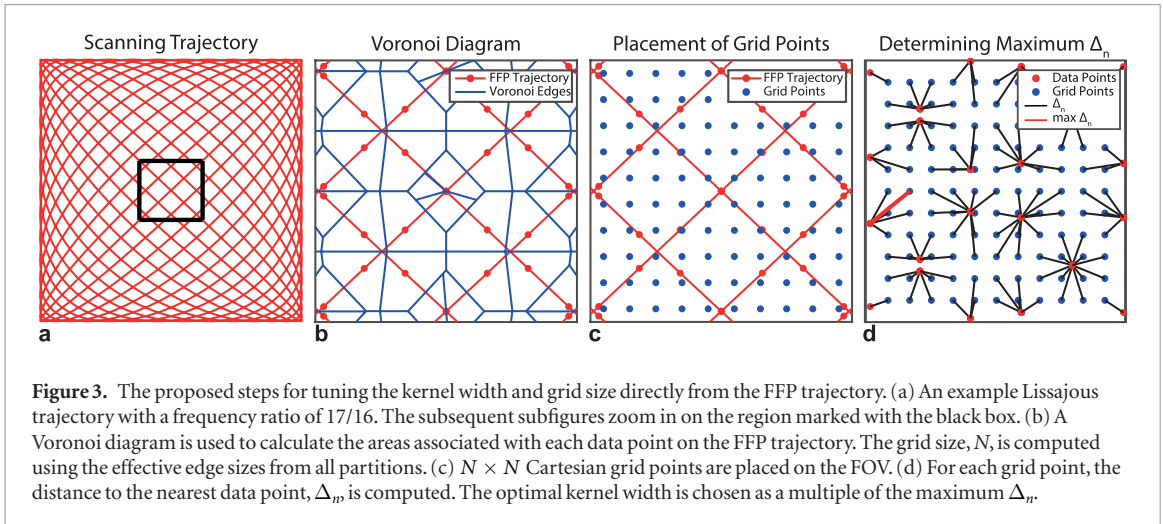 Scanning Trajectory
Voronoi Diagram
Placement of Grid Points
Determining Maximum Δn
FFP Trajectory
Voronoi Edges
FFP Trajectory
Grid Points
Data Points
Grid Points
Δn
max Δn
a
b
c
d
Figure 3. The proposed steps for tuning the kernel width and grid size directly from the FFP trajectory. (a) An example Lissajous
trajectory with a frequency ratio of 17/16. The subsequent subfigures zoom in on the region marked with the black box. (b) A
Voronoi diagram is used to calculate the areas associated with each data point on the FFP trajectory. The grid size, N, is computed
using the effective edge sizes from all partitions. (c) N × N Cartesian grid points are placed on the FOV. (d) For each grid point, the
distance to the nearest data point, Δn, is computed. The optimal kernel width is chosen as a multiple of the maximum Δn.